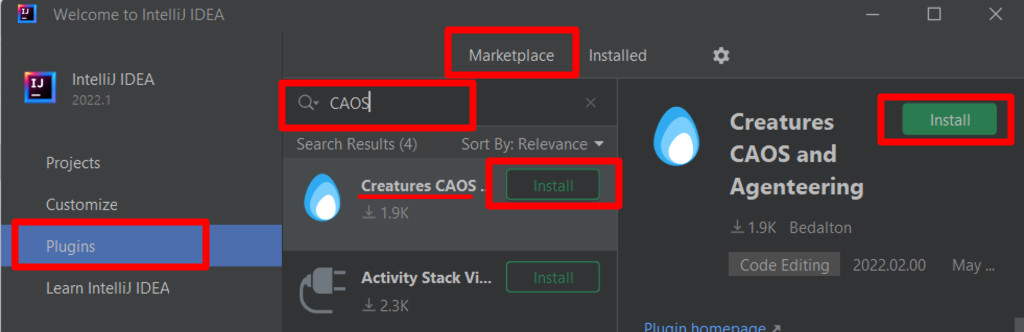 Welcome to IntelliJ IDEA
IJ
IntelliJ IDEA
2022.1
Projects
Customize
Plugins
Learn IntelliJ IDEA
Marketplace Installed
CAOS
Search Results (4) Sort By: Relevance
Creatures CAOS ... Install
1.9K
Activity Stack Vi... Install
2.3K
Creatures
CAOS and
Agenteering
Install
1.9K Bedalton
Code Editing 2022.02.00 May ...
Plugin homepage